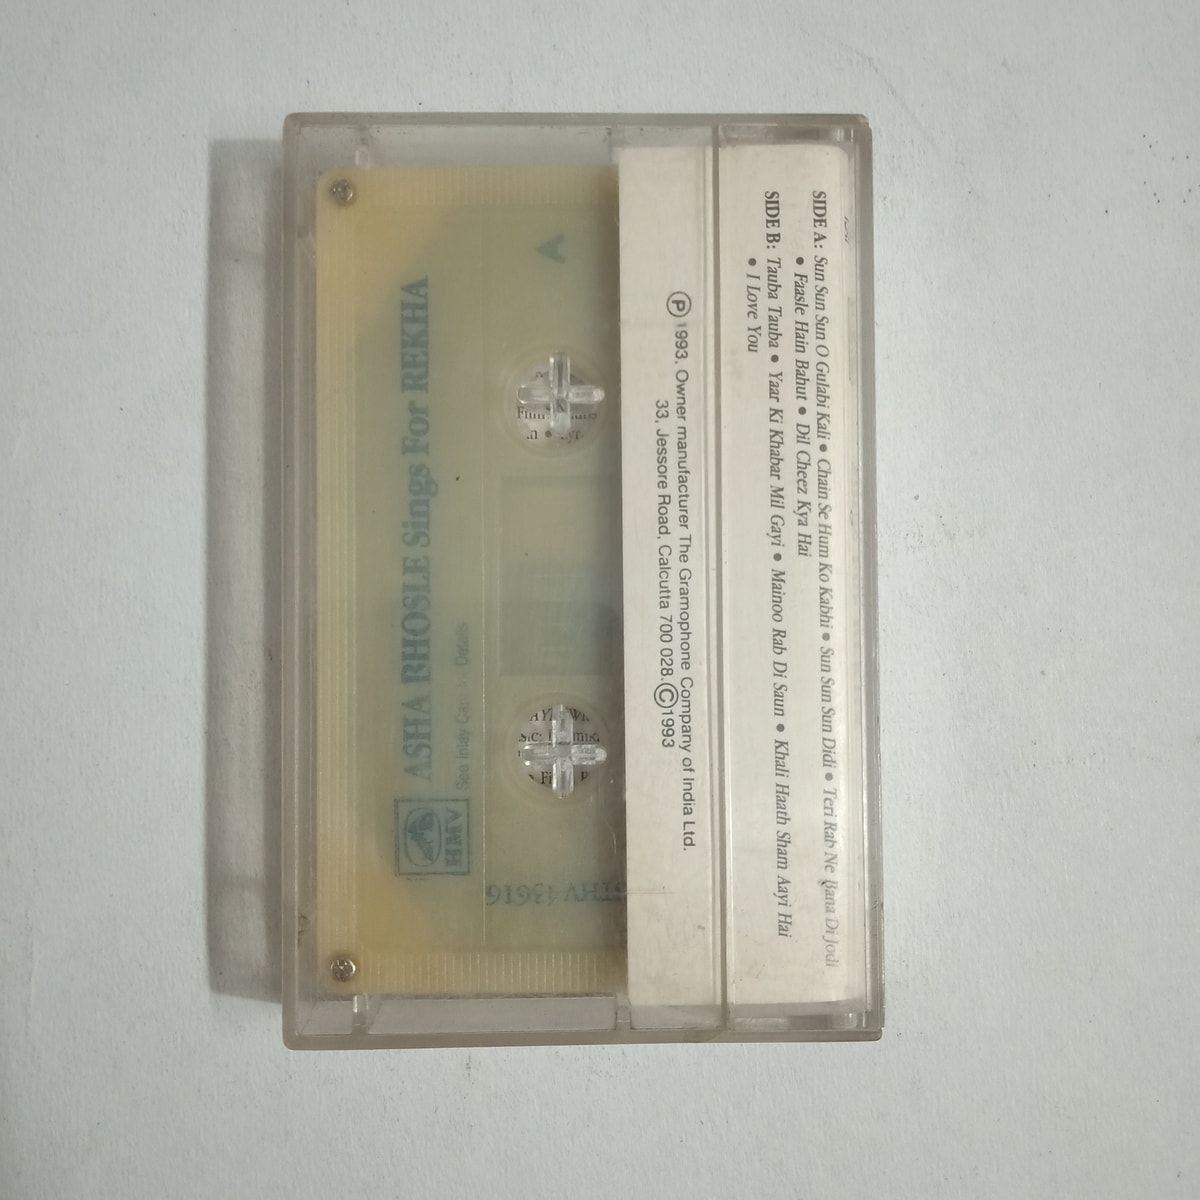 SIDE A: Sun Sun Sun O Gulabi Kali • Chain Se Hum Ko Kabhi • Sun Sun Sun Didi • Teri Rab Ne Bana Di Jodi
• Faasle Hain Bahut • Dil Cheez Kya Hai
SIDE B: Tauba Tauba • Yaar Ki Khabar Mil Gayi • Mainoo Rab Di Saun • Khali Haath Sham Aayi Hai
• I Love You
Ⓟ 1993, Owner manufacturer The Gramophone Company of India Ltd.
33, Jessore Road, Calcutta 700 028. © 1993
A
ASHA BHOSLE Sings For REKHA
See Inlay Card For Details
HMV
STHV 43616